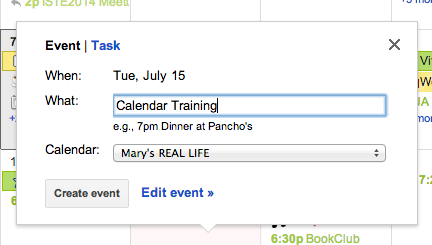 2p ISTE2014 Meeti
Event | Task
When: Tue, July 15
What: Calendar Training
e.g., 7pm Dinner at Pancho's
Calendar: Mary's REAL LIFE
Create event Edit event »
6:30p BookClub